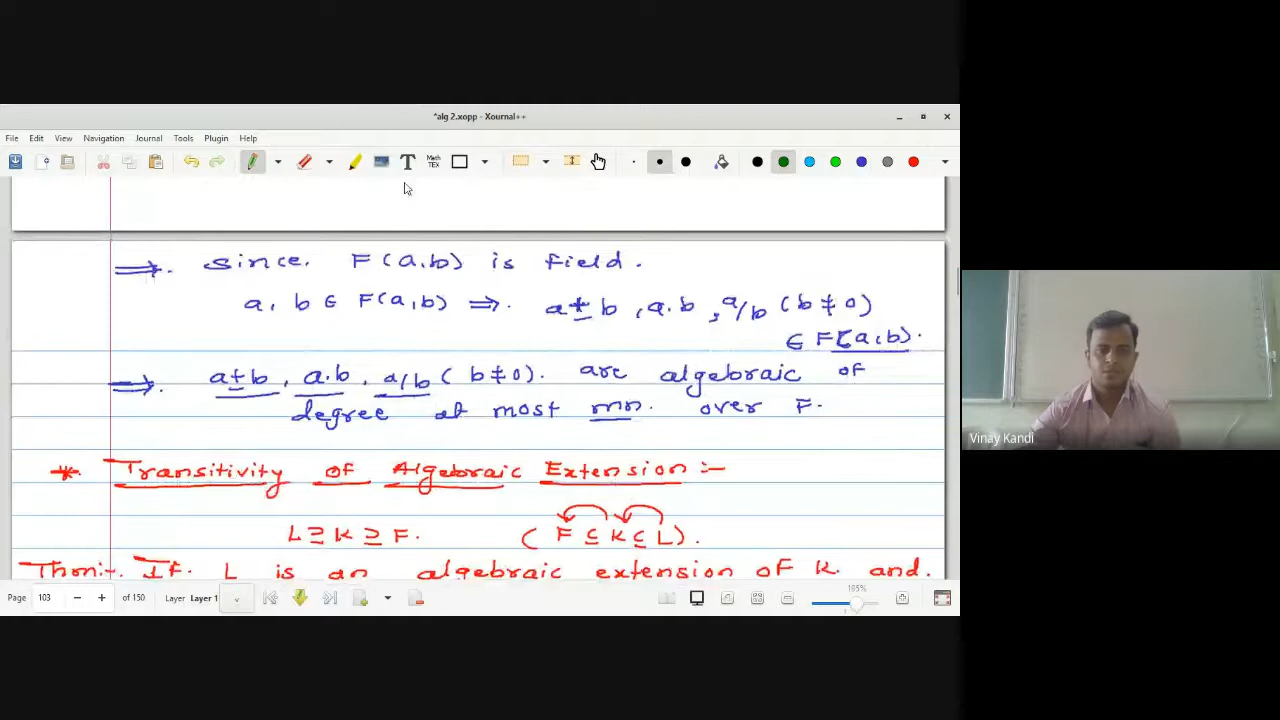 *alg 2.xopp - Xournal++
File Edit View Navigation Journal Tools Plugin Help
⟹. Since. F(a,b) is field.
a, b ∈ F(a,b) ⟹. a±b, a.b, a/b (b≠0)
∈ F(a,b).
⟹. a±b, a.b, a/b (b≠0). are algebraic of
degree at most mn. over F.
* Transitivity of Algebraic Extension :-
L ⊇ K ⊇ F. (F ⊆ K ⊆ L).
Thm:-. If. L is an algebraic extension of K. and.
Page 103 of 150 Layer Layer 1 195%
Vinay Kandi